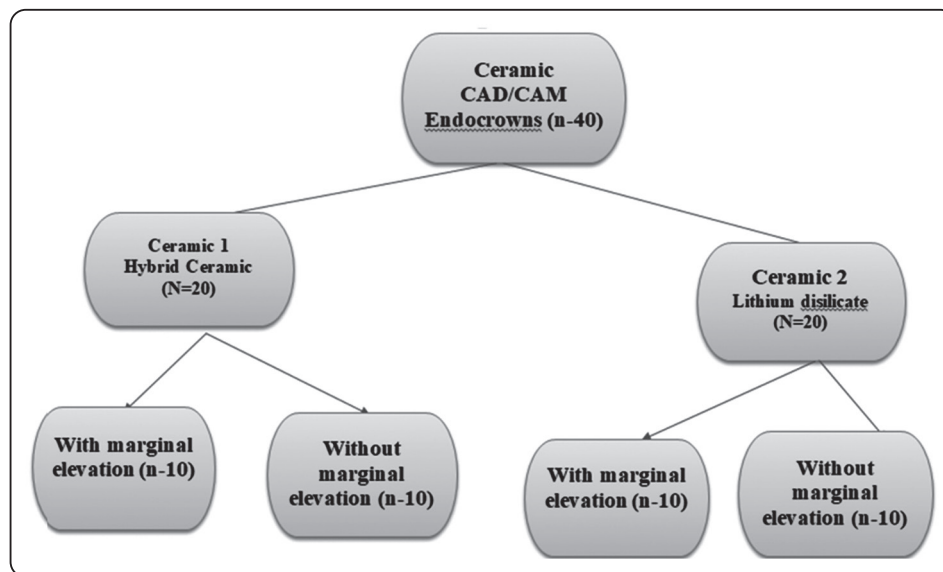 Ceramic
CAD/CAM
Endocrowns (n-40)
Ceramic 1
Hybrid Ceramic
(N=20)
Ceramic 2
Lithium disilicate
(N=20)
With marginal
elevation (n-10)
Without
marginal
elevation (n-10)
With marginal
elevation (n-10)
Without
marginal
elevation (n-10)